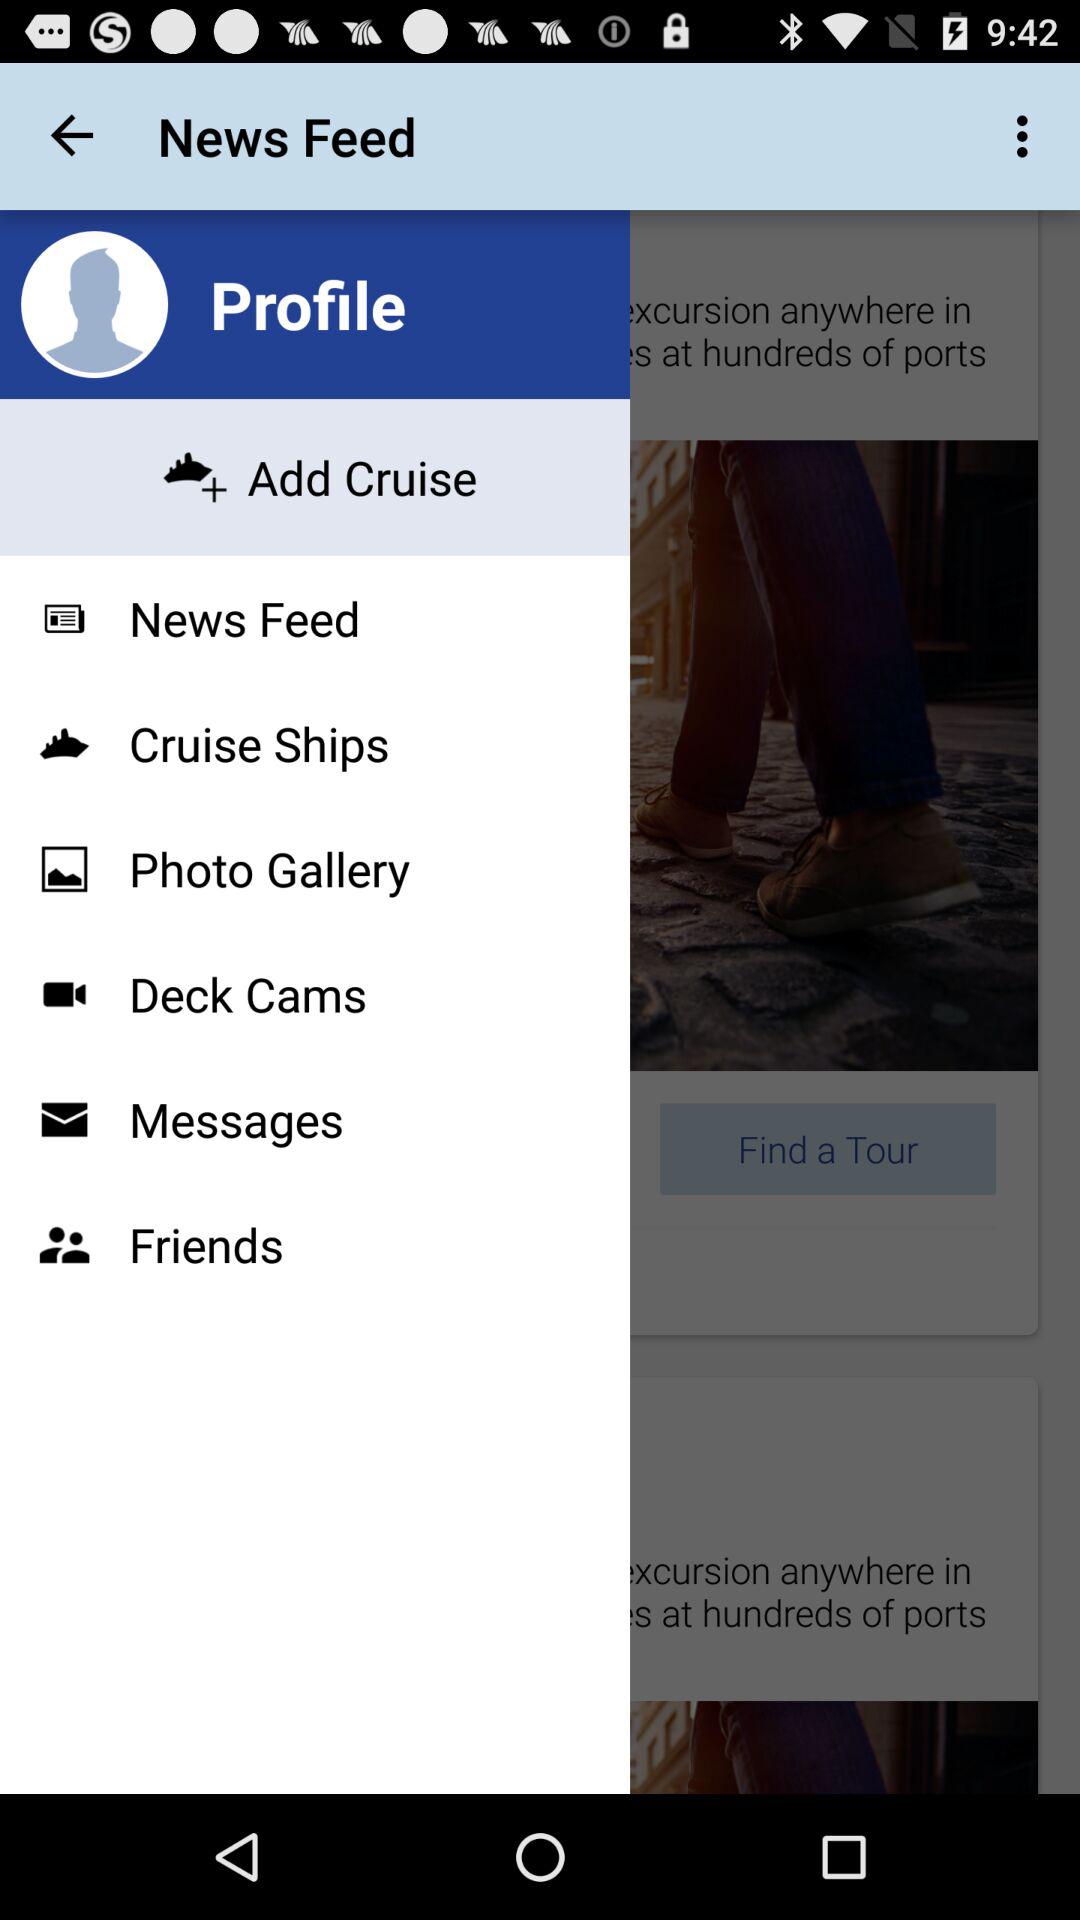 9:42
News Feed
Profile
excursion anywhere in
es at hundreds of ports
Add Cruise
News Feed
Cruise Ships
Photo Gallery
Deck Cams
Messages
Find a Tour
Friends
excursion anywhere in
es at hundreds of ports